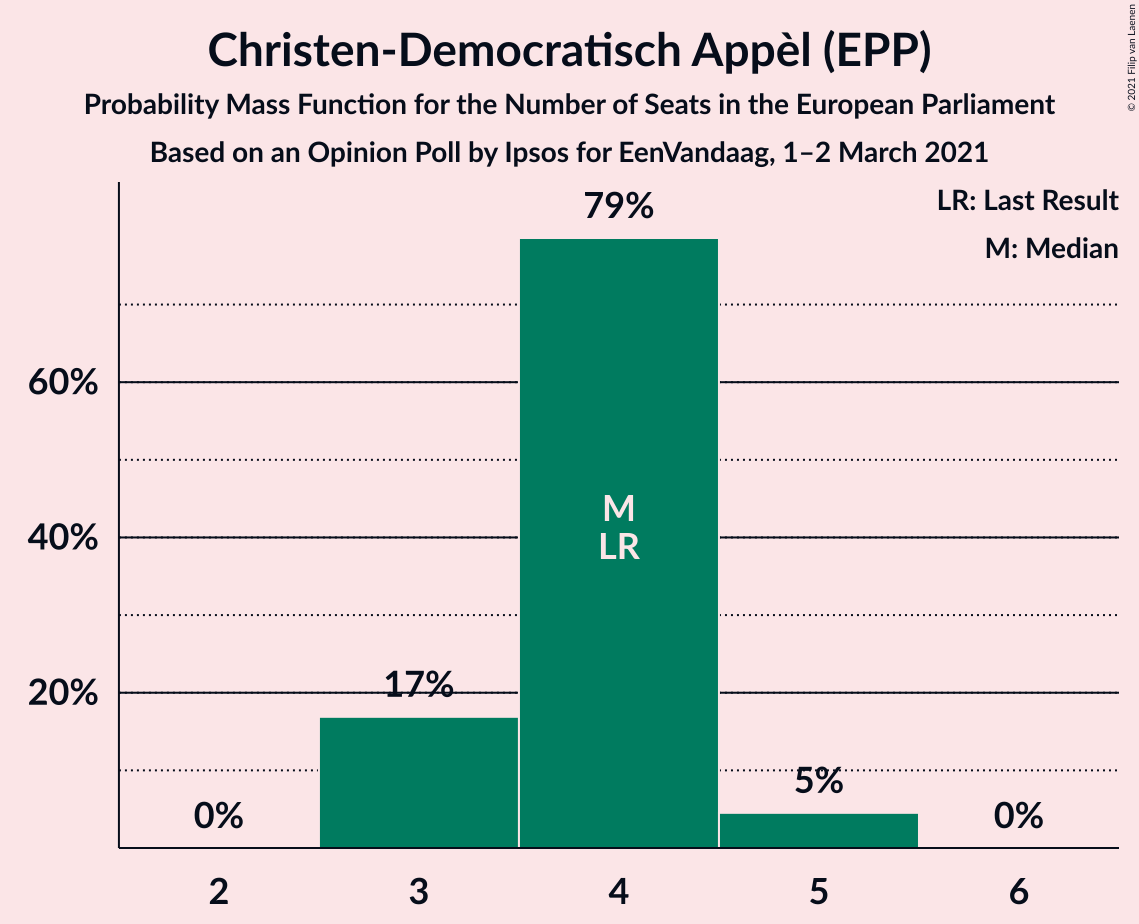 Christen-Democratisch Appèl (EPP)
Probability Mass Function for the Number of Seats in the European Parliament
Based on an Opinion Poll by Ipsos for EenVandaag, 1–2 March 2021
© 2021 Filip van Laenen
LR: Last Result
M: Median
79%
60%
40%
20%
M
LR
17%
5%
0%
0%
2 3 4 5 6